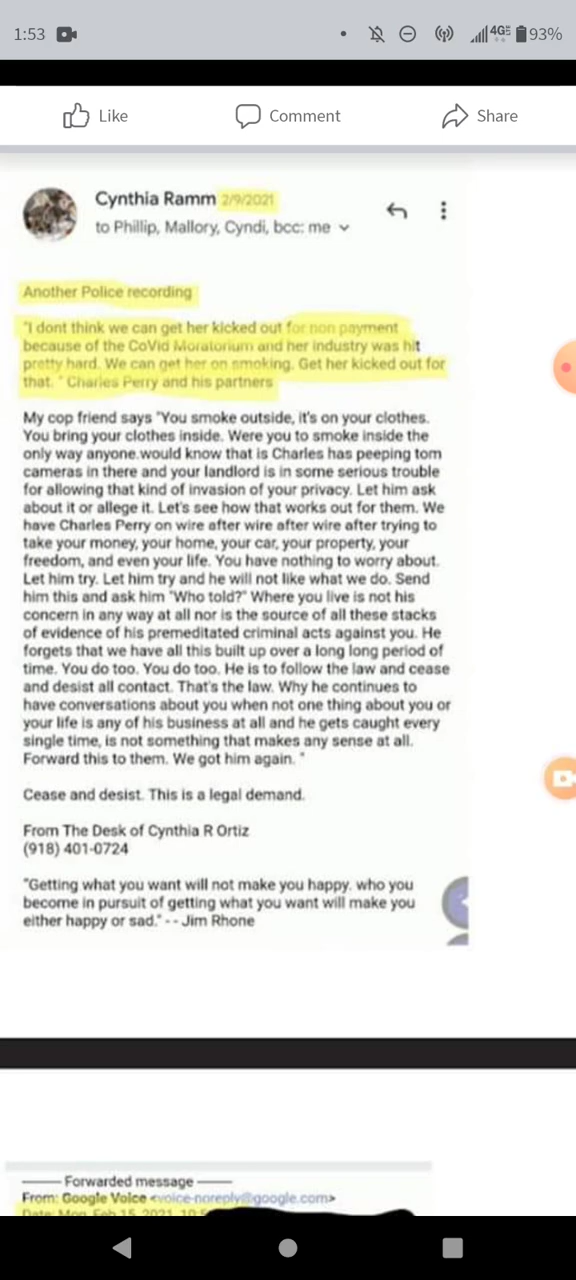 1:53
4GE 93%
Like Comment Share
Cynthia Ramm 2/9/2021
to Phillip, Mallory, Cyndi, bcc: me
Another Police recording
"I dont think we can get her kicked out for non payment
because of the CoVid Moratorium and her industry was hit
pretty hard. We can get her on smoking. Get her kicked out for
that. " Charles Perry and his partners
My cop friend says "You smoke outside, it's on your clothes.
You bring your clothes inside. Were you to smoke inside the
only way anyone.would know that is Charles has peeping tom
cameras in there and your landlord is in some serious trouble
for allowing that kind of invasion of your privacy. Let him ask
about it or allege it. Let's see how that works out for them. We
have Charles Perry on wire after wire after wire after trying to
take your money, your home, your car, your property, your
freedom, and even your life. You have nothing to worry about.
Let him try. Let him try and he will not like what we do. Send
him this and ask him "Who told?" Where you live is not his
concern in any way at all nor is the source of all these stacks
of evidence of his premeditated criminal acts against you. He
forgets that we have all this built up over a long long period of
time. You do too. You do too. He is to follow the law and cease
and desist all contact. That's the law. Why he continues to
have conversations about you when not one thing about you or
your life is any of his business at all and he gets caught every
single time, is not something that makes any sense at all.
Forward this to them. We got him again. "
Cease and desist. This is a legal demand.
From The Desk of Cynthia R Ortiz
(918) 401-0724
"Getting what you want will not make you happy. who you
become in pursuit of getting what you want will make you
either happy or sad." - - Jim Rhone
Forwarded message
From: Google Voice <voice-noreply@google.com>
Date: Mon, Feb 15, 2021,